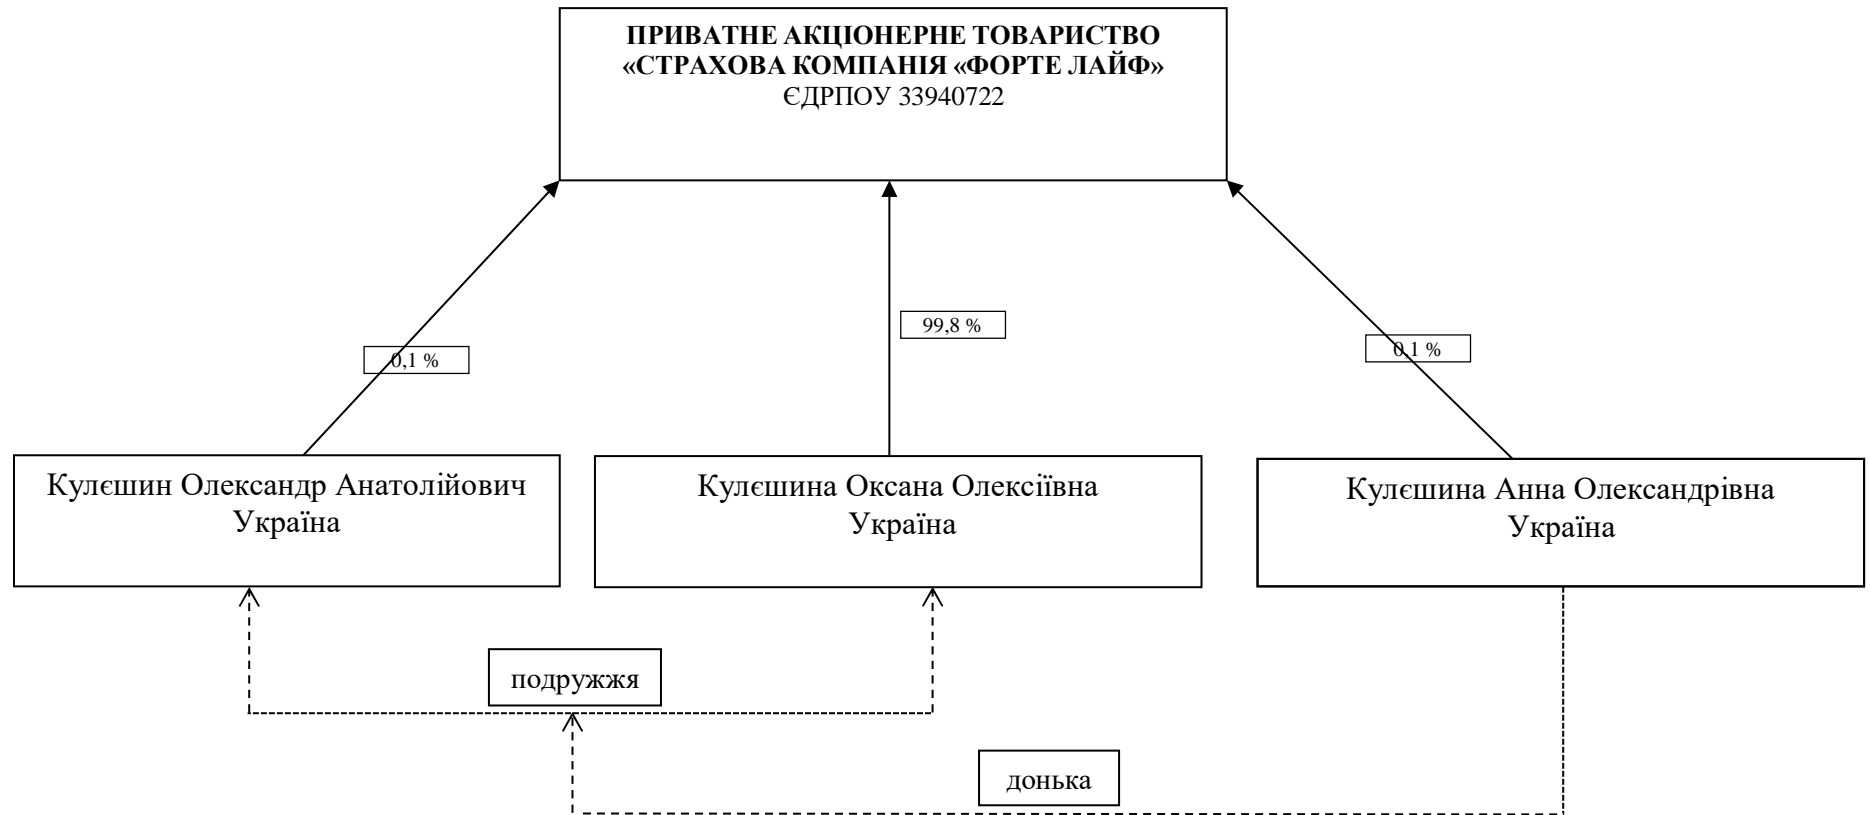 ПРИВАТНЕ АКЦІОНЕРНЕ ТОВАРИСТВО
«СТРАХОВА КОМПАНІЯ «ФОРТЕ ЛАЙФ»
ЄДРПОУ 33940722
99,8 %
0,1 %
0,1 %
Кулєшин Олександр Анатолійович
Україна
Кулєшина Оксана Олексіївна
Україна
Кулєшина Анна Олександрівна
Україна
подружжя
донька